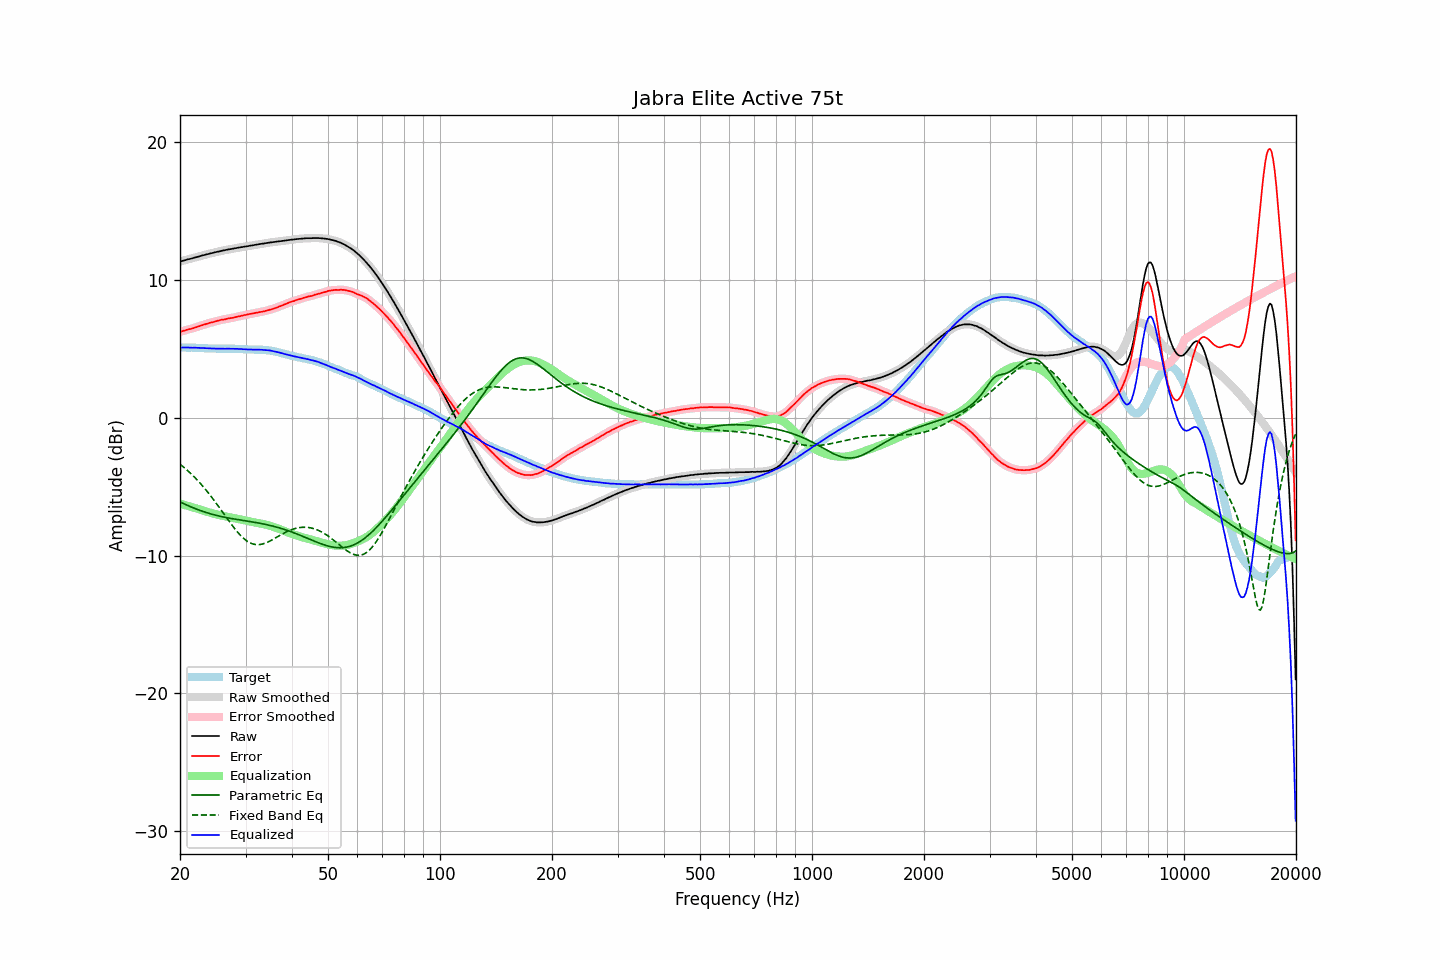 Jabra Elite Active 75t
20
10
0
−10
−20
−30
Amplitude (dBr)
Target
Raw Smoothed
Error Smoothed
Raw
Error
Equalization
Parametric Eq
Fixed Band Eq
Equalized
20 50 100 200 500 1000 2000 5000 10000 20000
Frequency (Hz)